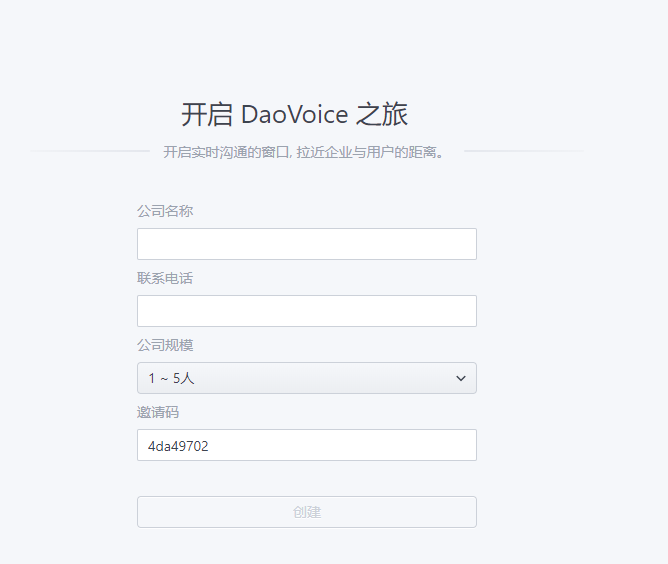 开启 DaoVoice 之旅
开启实时沟通的窗口, 拉近企业与用户的距离。
公司名称
联系电话
公司规模
1 ~ 5人
邀请码
4da49702
创建